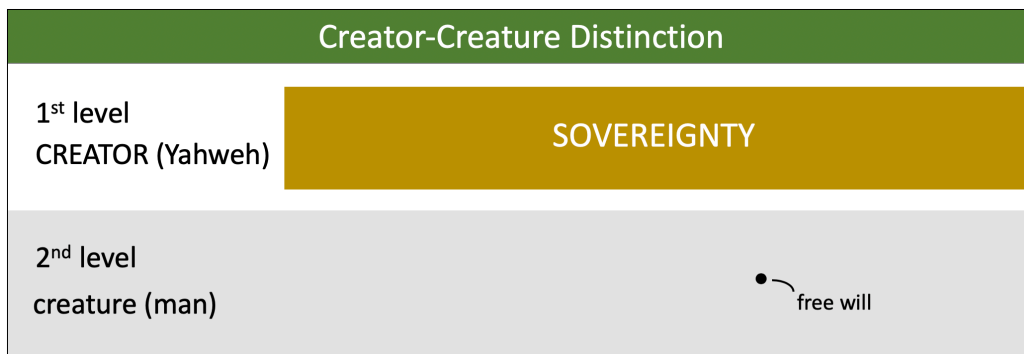 Creator-Creature Distinction
1st level
CREATOR (Yahweh)
SOVEREIGNTY
2nd level
creature (man)
free will